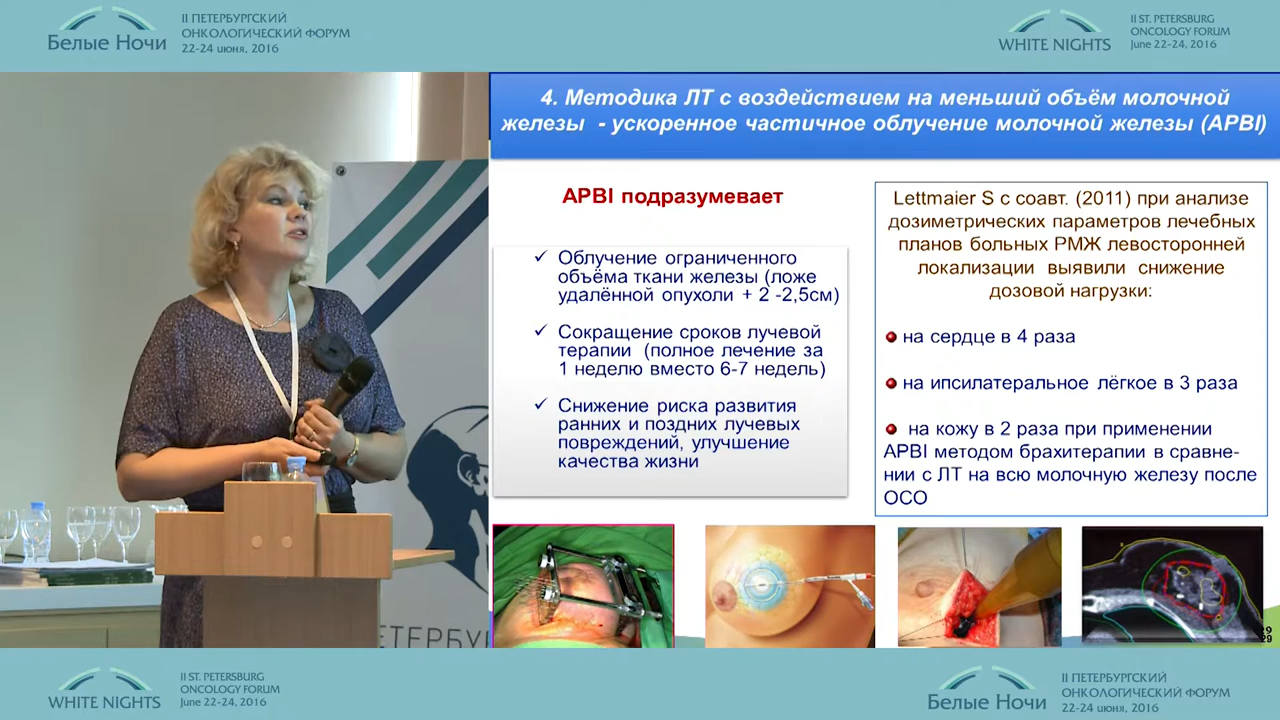 Белые Ночи
II ПЕТЕРБУРГСКИЙ
ОНКОЛОГИЧЕСКИЙ ФОРУМ
22-24 июня, 2016
WHITE NIGHTS
II ST. PETERSBURG
ONCOLOGY FORUM
June 22-24, 2016
4. Методика ЛТ с воздействием на меньший объём молочной
железы - ускоренное частичное облучение молочной железы (APBI)
APBI подразумевает
✓ Облучение ограниченного
объёма ткани железы (ложе
удалённой опухоли + 2 -2,5см)
✓ Сокращение сроков лучевой
терапии (полное лечение за
1 неделю вместо 6-7 недель)
✓ Снижение риска развития
ранних и поздних лучевых
повреждений, улучшение
качества жизни
Lettmaier S с соавт. (2011) при анализе
дозиметрических параметров лечебных
планов больных РМЖ левосторонней
локализации выявили снижение
дозовой нагрузки:
на сердце в 4 раза
на ипсилатеральное лёгкое в 3 раза
на кожу в 2 раза при применении
APBI методом брахитерапии в сравне-
нии с ЛТ на всю молочную железу после
ОСО
29
29
ЕТЕРБУР
WHITE NIGHTS
II ST. PETERSBURG
ONCOLOGY FORUM
June 22-24, 2016
Белые Ночи
II ПЕТЕРБУРГСКИЙ
ОНКОЛОГИЧЕСКИЙ ФОРУМ
22-24 июня, 2016